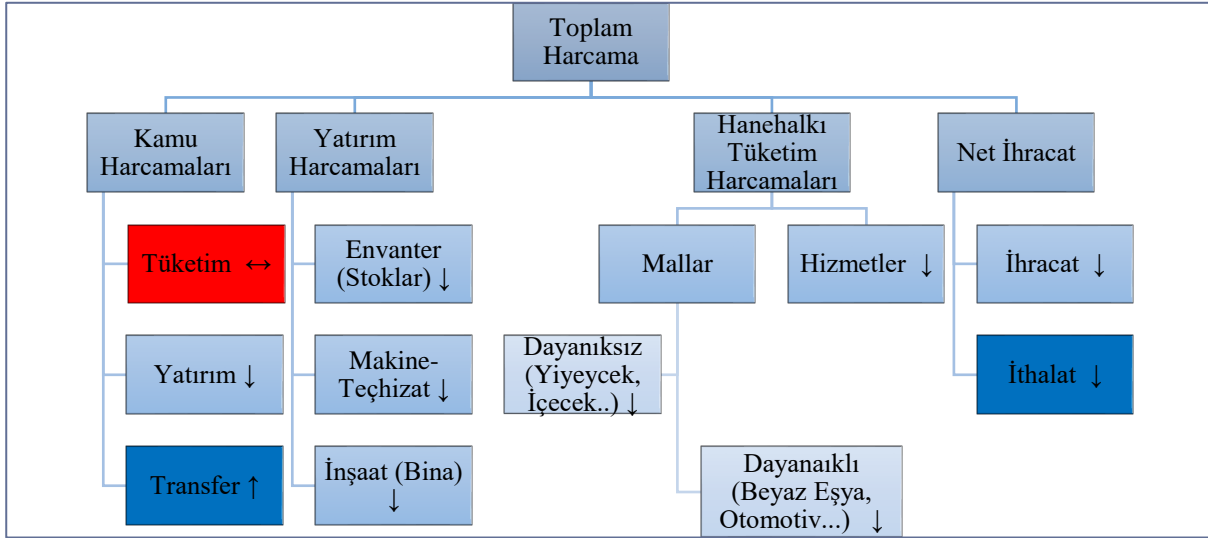 Toplam
Harcama
Kamu
Harcamaları
Yatırım
Harcamaları
Hanehalkı
Tüketim
Harcamaları
Net İhracat
Tüketim ↔
Envanter
(Stoklar) ↓
Mallar
Hizmetler ↓
İhracat ↓
Yatırım ↓
Makine-
Teçhizat ↓
Dayanıksız
(Yiyeycek,
İçecek..) ↓
İthalat ↓
Transfer ↑
İnşaat (Bina)
↓
Dayanaıklı
(Beyaz Eşya,
Otomotiv...) ↓